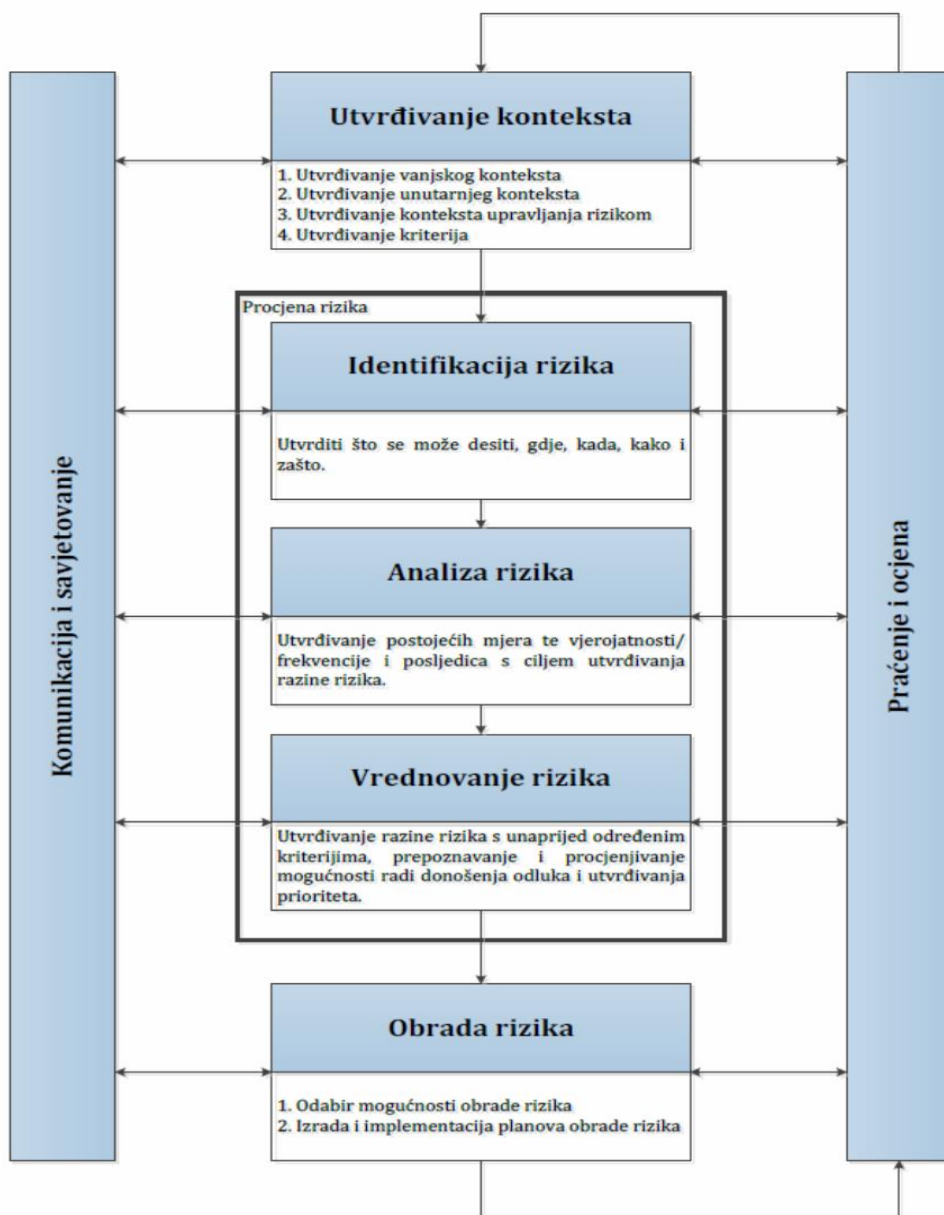 Utvrđivanje konteksta
1. Utvrđivanje vanjskog konteksta
2. Utvrđivanje unutarnjeg konteksta
3. Utvrđivanje konteksta upravljanja rizikom
4. Utvrđivanje kriterija
Procjena rizika
Identifikacija rizika
Utvrditi što se može desiti, gdje, kada, kako i
zašto.
Analiza rizika
Utvrđivanje postojećih mjera te vjerojatnosti/
frekvencije i posljedica s ciljem utvrđivanja
razine rizika.
Vrednovanje rizika
Utvrđivanje razine rizika s unaprijed određenim
kriterijima, prepoznavanje i procjenjivanje
mogućnosti radi donošenja odluka i utvrđivanja
prioriteta.
Obrada rizika
1. Odabir mogućnosti obrade rizika
2. Izrada i implementacija planova obrade rizika
Komunikacija i savjetovanje
Praćenje i ocjena